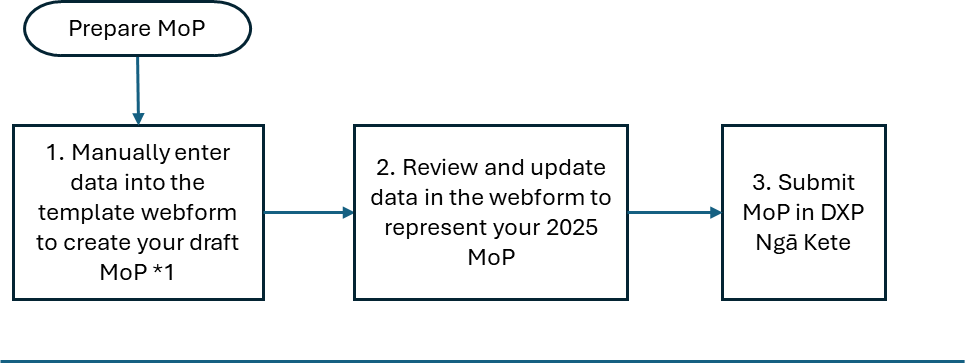 Prepare MoP
1. Manually enter
data into the
template webform
to create your draft
MoP *1
2. Review and update
data in the webform to
represent your 2025
MoP
3. Submit
MoP in DXP
Ngā Kete